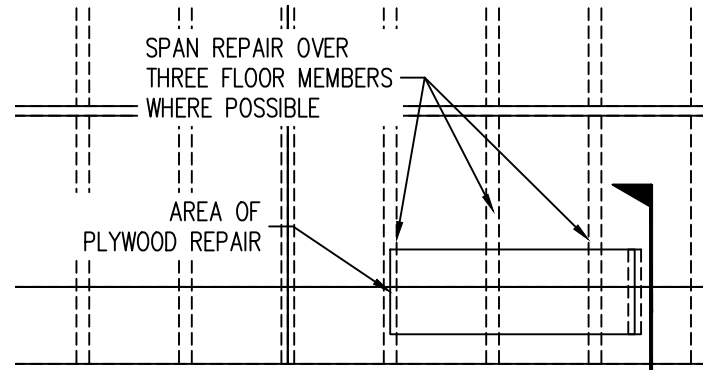 SPAN REPAIR OVER
THREE FLOOR MEMBERS
WHERE POSSIBLE
AREA OF
PLYWOOD REPAIR